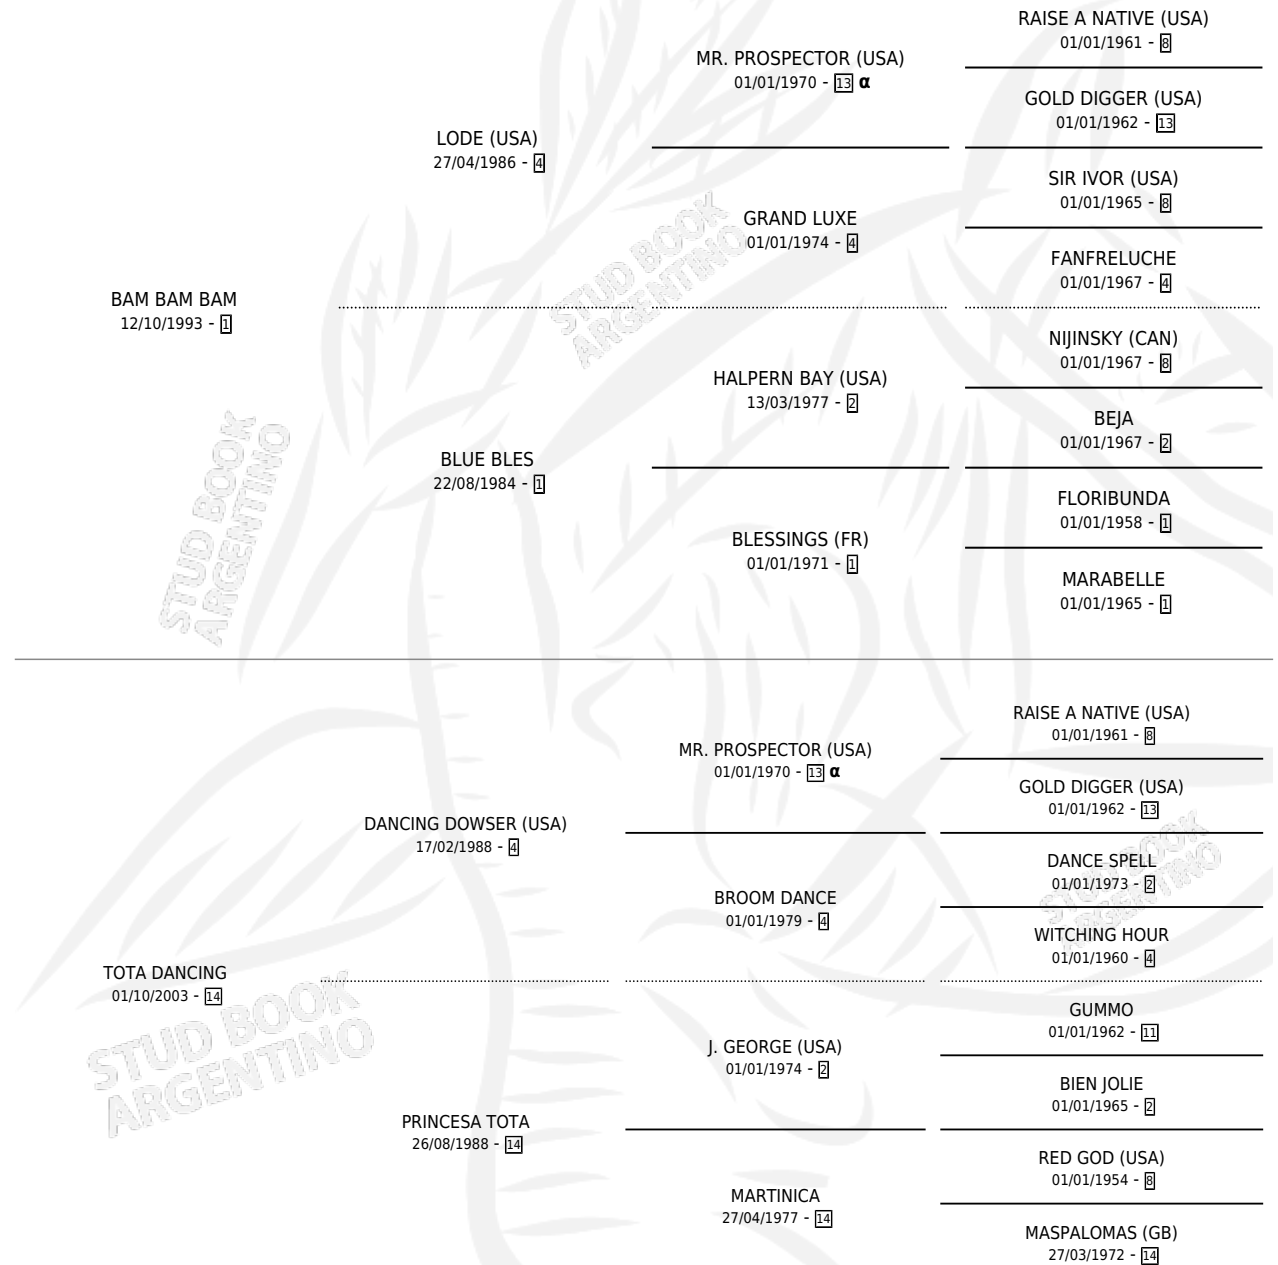 RAISE A NATIVE (USA)
01/01/1961 - 8
MR. PROSPECTOR (USA)
01/01/1970 - 13 α
GOLD DIGGER (USA)
01/01/1962 - 13
LODE (USA)
27/04/1986 - 4
SIR IVOR (USA)
01/01/1965 - 8
GRAND LUXE
01/01/1974 - 4
FANFRELUCHE
01/01/1967 - 4
STUD BOOK
ARGENTINO
BAM BAM BAM
12/10/1993 - 1
NIJINSKY (CAN)
01/01/1967 - 8
HALPERN BAY (USA)
13/03/1977 - 2
BEJA
01/01/1967 - 2
BLUE BLES
22/08/1984 - 1
FLORIBUNDA
01/01/1958 - 1
BLESSINGS (FR)
01/01/1971 - 1
MARABELLE
01/01/1965 - 1
STUD BOOK
ARGENTINO
RAISE A NATIVE (USA)
01/01/1961 - 8
MR. PROSPECTOR (USA)
01/01/1970 - 13 α
GOLD DIGGER (USA)
01/01/1962 - 13
DANCING DOWSER (USA)
17/02/1988 - 4
DANCE SPELL
01/01/1973 - 2
BROOM DANCE
01/01/1979 - 4
WITCHING HOUR
01/01/1960 - 4
STUD BOOK
ARGENTINO
TOTA DANCING
01/10/2003 - 14
GUMMO
01/01/1962 - 11
J. GEORGE (USA)
01/01/1974 - 2
BIEN JOLIE
01/01/1965 - 2
PRINCESA TOTA
26/08/1988 - 14
RED GOD (USA)
01/01/1954 - 8
MARTINICA
27/04/1977 - 14
MASPALOMAS (GB)
27/03/1972 - 14
STUD BOOK
ARGENTINO